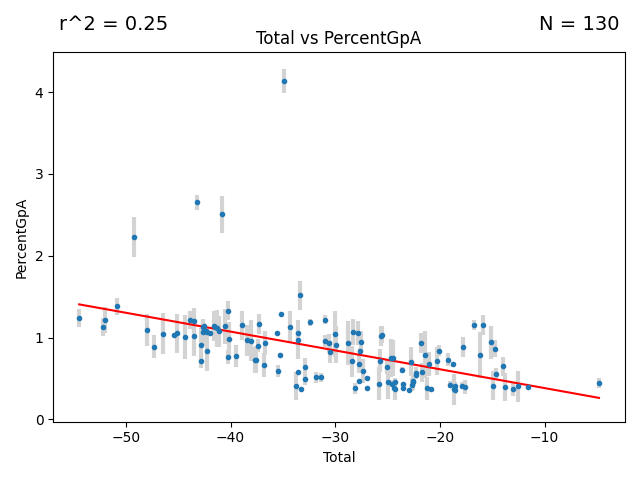 r^2 = 0.25
N = 130
Total vs PercentGpA
PercentGpA
4
3
2
1
0
−50
−40
−30
−20
−10
Total